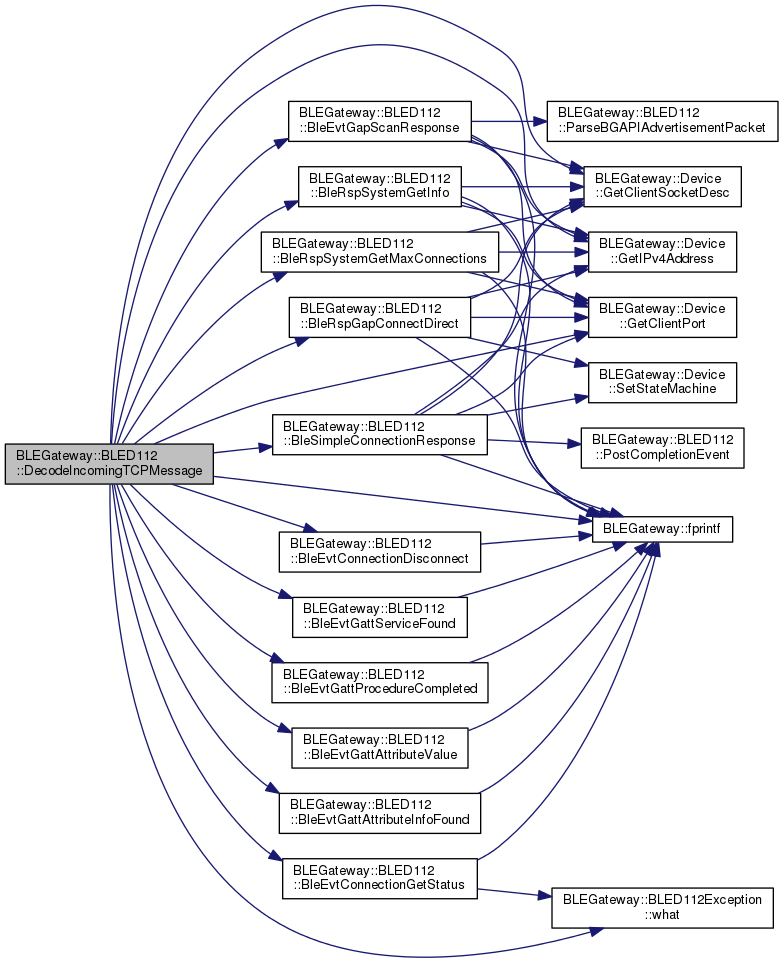 BLEGateway::BLED112
::DecodeIncomingTCPMessage
BLEGateway::BLED112
::BleEvtGapScanResponse
BLEGateway::BLED112
::BleRspSystemGetInfo
BLEGateway::BLED112
::BleRspSystemGetMaxConnections
BLEGateway::BLED112
::BleRspGapConnectDirect
BLEGateway::BLED112
::BleSimpleConnectionResponse
BLEGateway::BLED112
::BleEvtConnectionDisconnect
BLEGateway::BLED112
::BleEvtGattServiceFound
BLEGateway::BLED112
::BleEvtGattProcedureCompleted
BLEGateway::BLED112
::BleEvtGattAttributeValue
BLEGateway::BLED112
::BleEvtGattAttributeInfoFound
BLEGateway::BLED112
::BleEvtConnectionGetStatus
BLEGateway::BLED112
::ParseBGAPIAdvertisementPacket
BLEGateway::Device
::GetClientSocketDesc
BLEGateway::Device
::GetIPv4Address
BLEGateway::Device
::GetClientPort
BLEGateway::Device
::SetStateMachine
BLEGateway::BLED112
::PostCompletionEvent
BLEGateway::fprintf
BLEGateway::BLED112Exception
::what